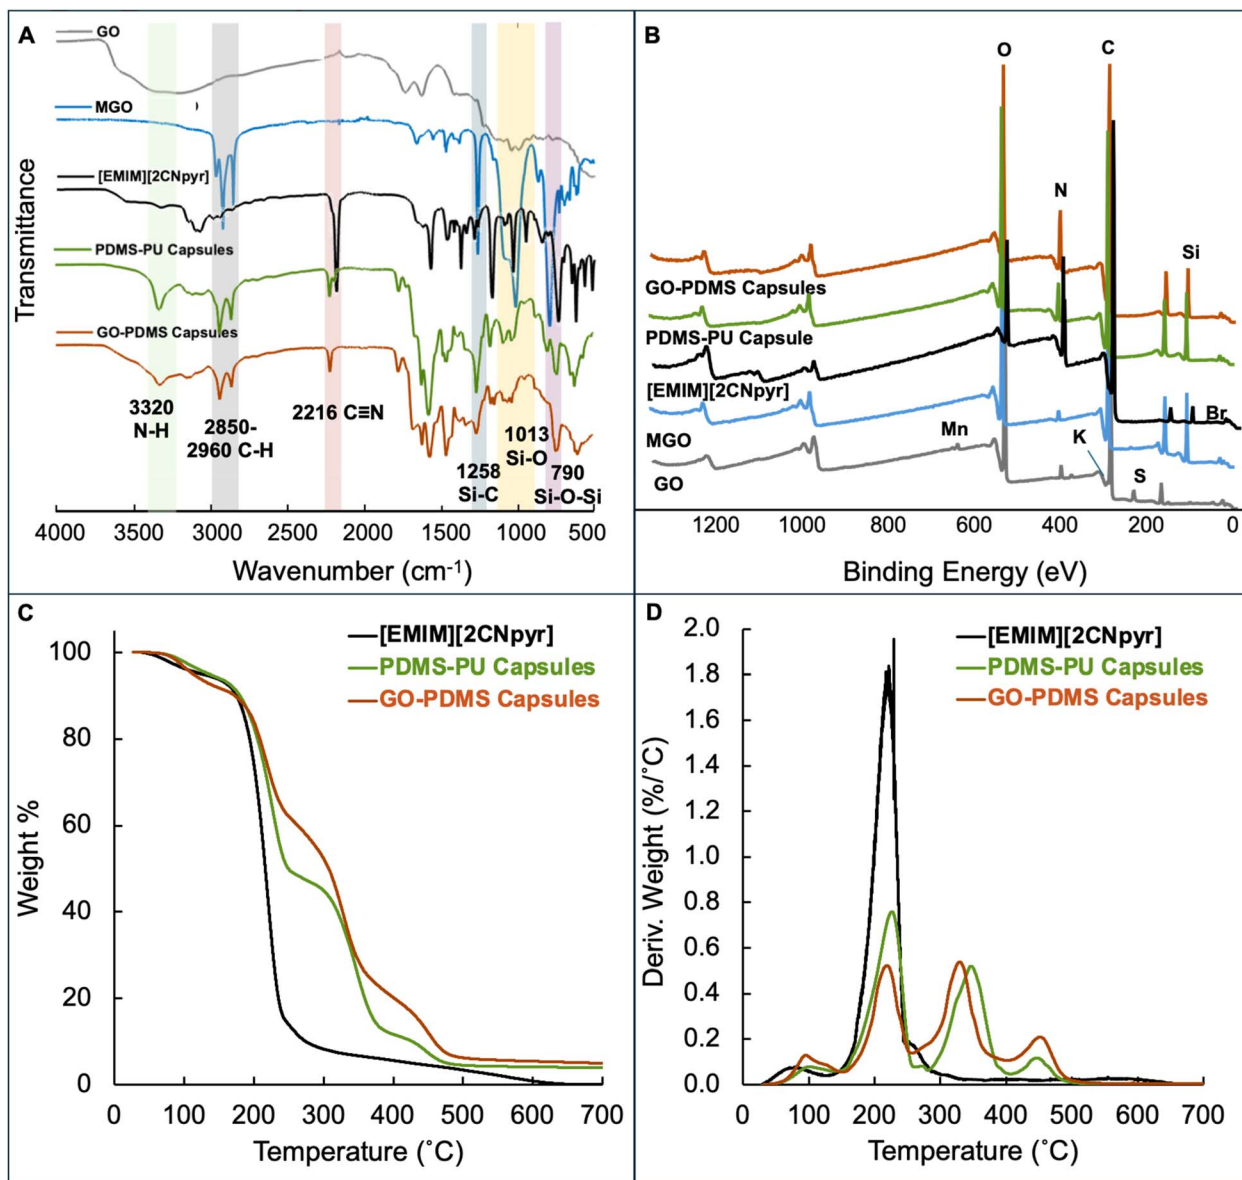 A
GO
MGO
[EMIM][2CNpyr]
PDMS-PU Capsules
GO-PDMS Capsules
3320
N-H
2850-
2960 C-H
2216 C≡N
1258
Si-C
1013
Si-O
790
Si-O-Si
Transmittance
4000 3500 3000 2500 2000 1500 1000 500
Wavenumber (cm-1)
B
O
C
N
Si
GO-PDMS Capsules
PDMS-PU Capsule
[EMIM][2CNpyr]
MGO
GO
Mn
K
S
Br
1200 1000 800 600 400 200 0
Binding Energy (eV)
C
[EMIM][2CNpyr]
PDMS-PU Capsules
GO-PDMS Capsules
Weight %
100
80
60
40
20
0
0 100 200 300 400 500 600 700
Temperature (˚C)
D
[EMIM][2CNpyr]
PDMS-PU Capsules
GO-PDMS Capsules
Deriv. Weight (%/˚C)
2.0
1.8
1.6
1.4
1.2
1.0
0.8
0.6
0.4
0.2
0.0
0 100 200 300 400 500 600 700
Temperature (˚C)